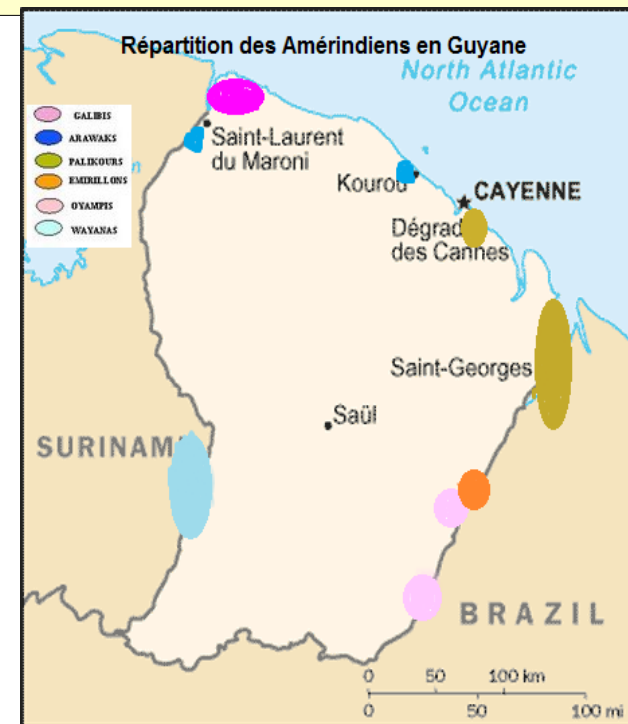 Répartition des Amérindiens en Guyane
North Atlantic
Ocean
GALIBIS
ARAWAKS
PALIKOURS
EMIRILLONS
OYAMPIS
WAYANAS
Saint-Laurent
du Maroni
Kourou
CAYENNE
Dégrad
des Cannes
Saint-Georges
Saül
SURINAM
BRAZIL
0 50 100 km
0 50 100 mi